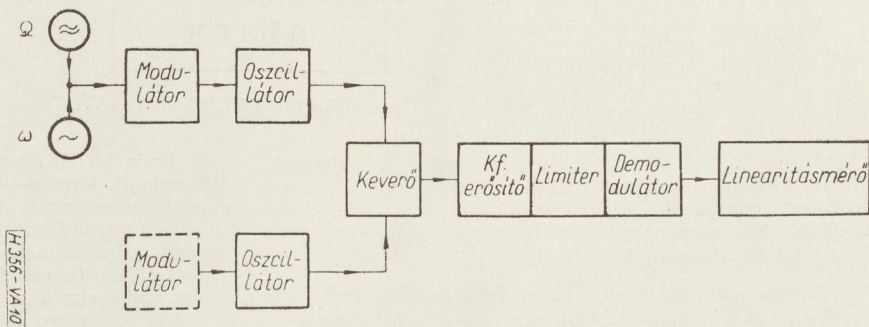 Modu-
látor
Oszcil-
látor
ω
Keverő
Kf.
erősítő
Limiter
Demo-
dulátor
Linearitásmérő
Modu-
látor
Oszcil-
látor
H356-VA10